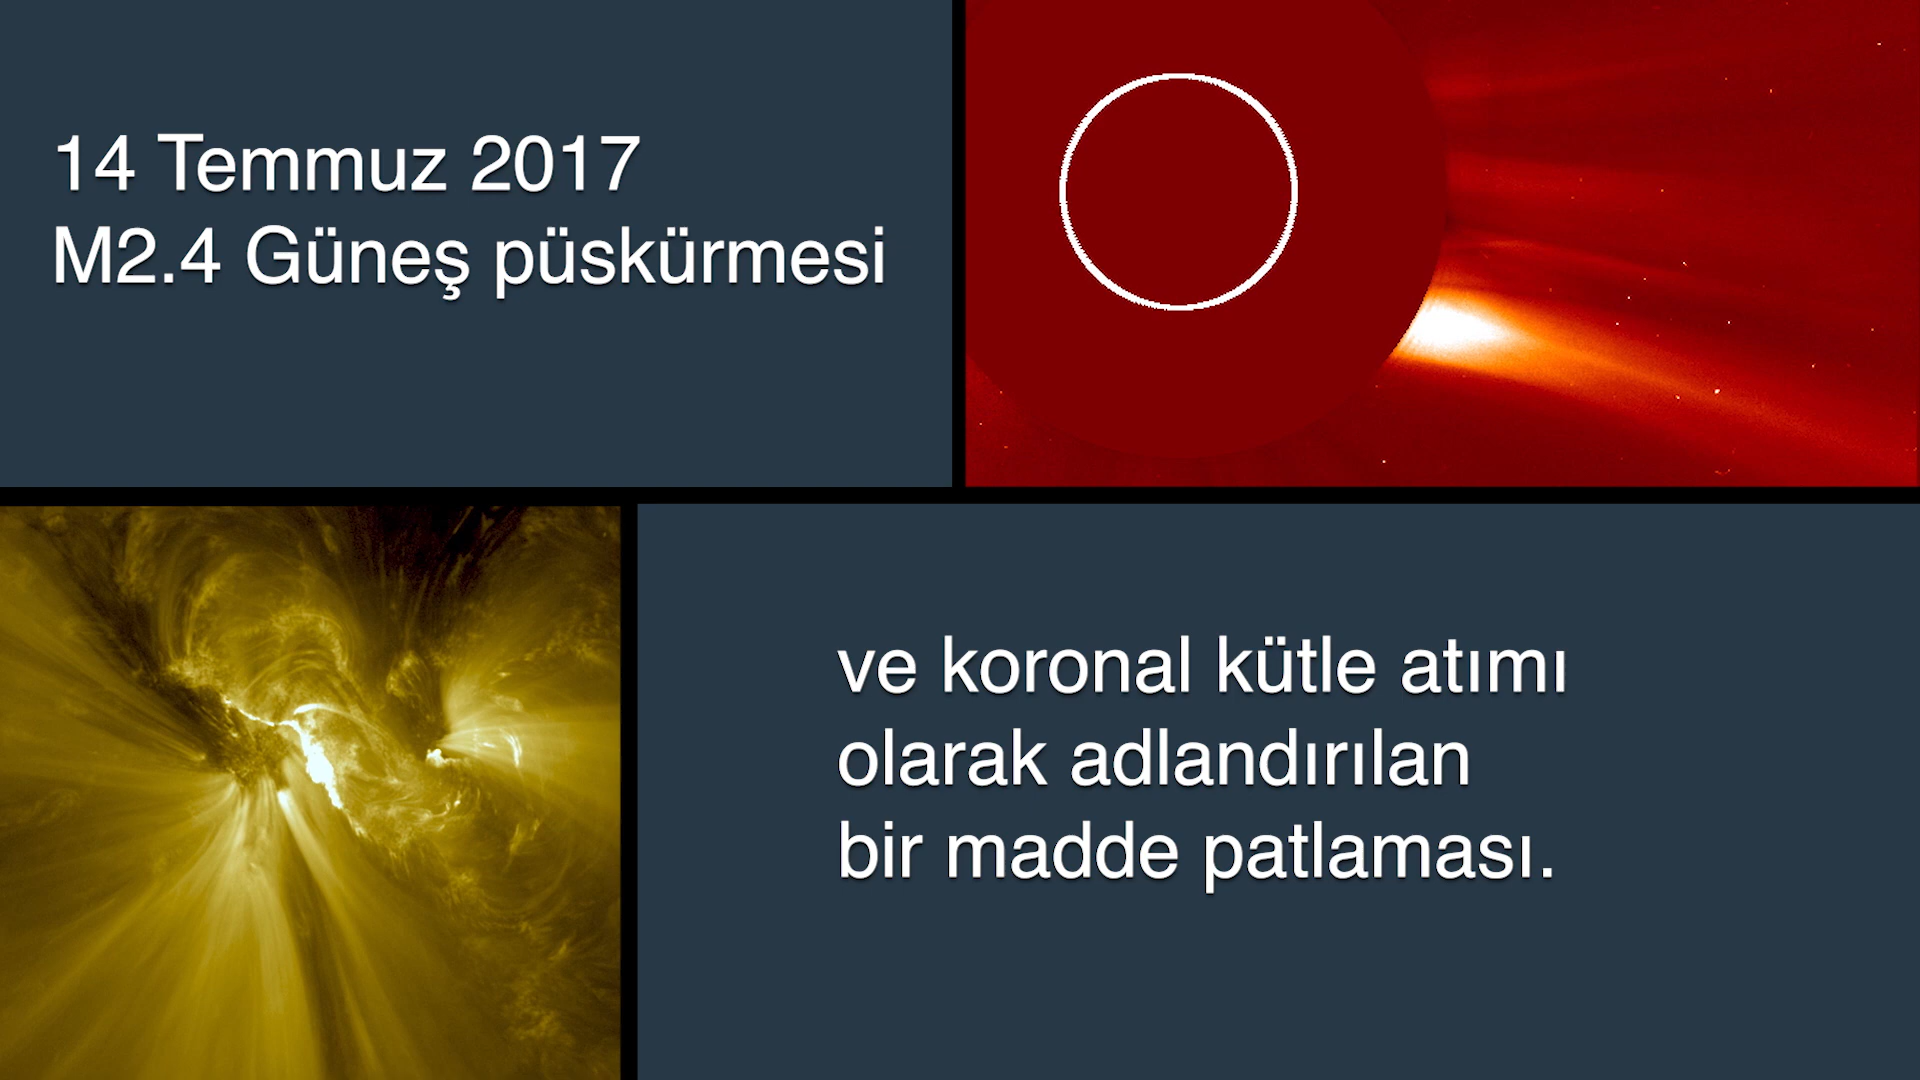 14 Temmuz 2017
M2.4 Güneş püskürmesi
ve koronal kütle atımı
olarak adlandırılan
bir madde patlaması.